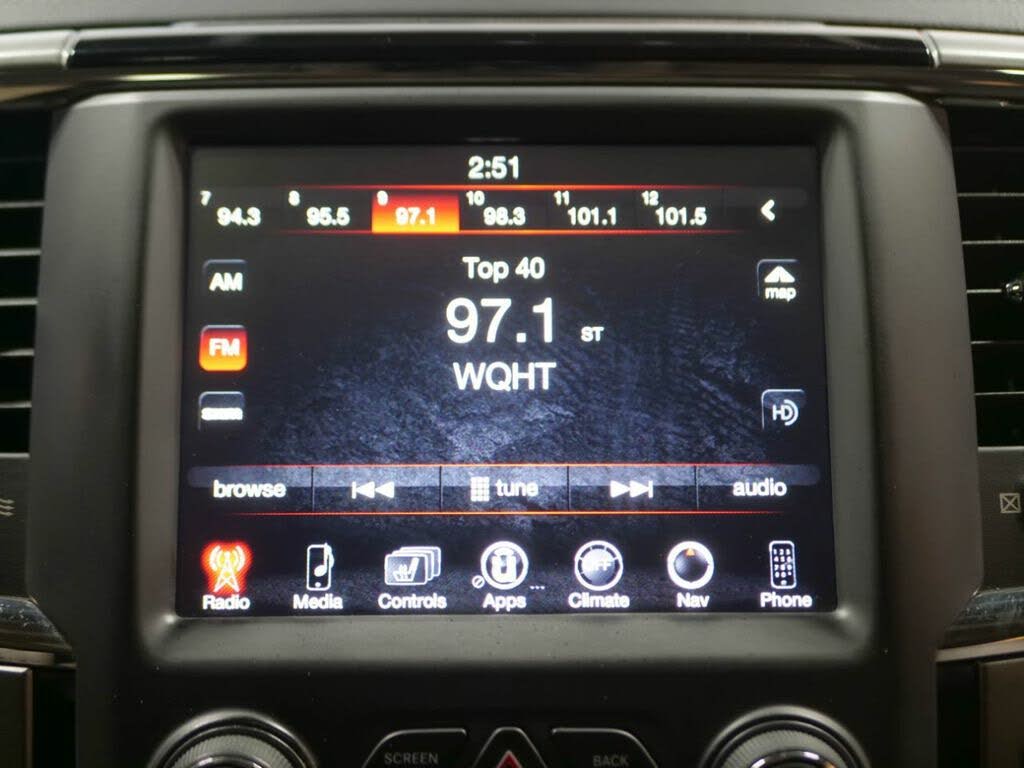 2:51
7 94.3 8 95.5 9 97.1 10 98.3 11 101.1 12 101.5
AM
Top 40
map
97.1 ST
FM
WQHT
HD
browse tune audio
OFF
Radio Media Controls Apps Climate Nav Phone
SCREEN BACK